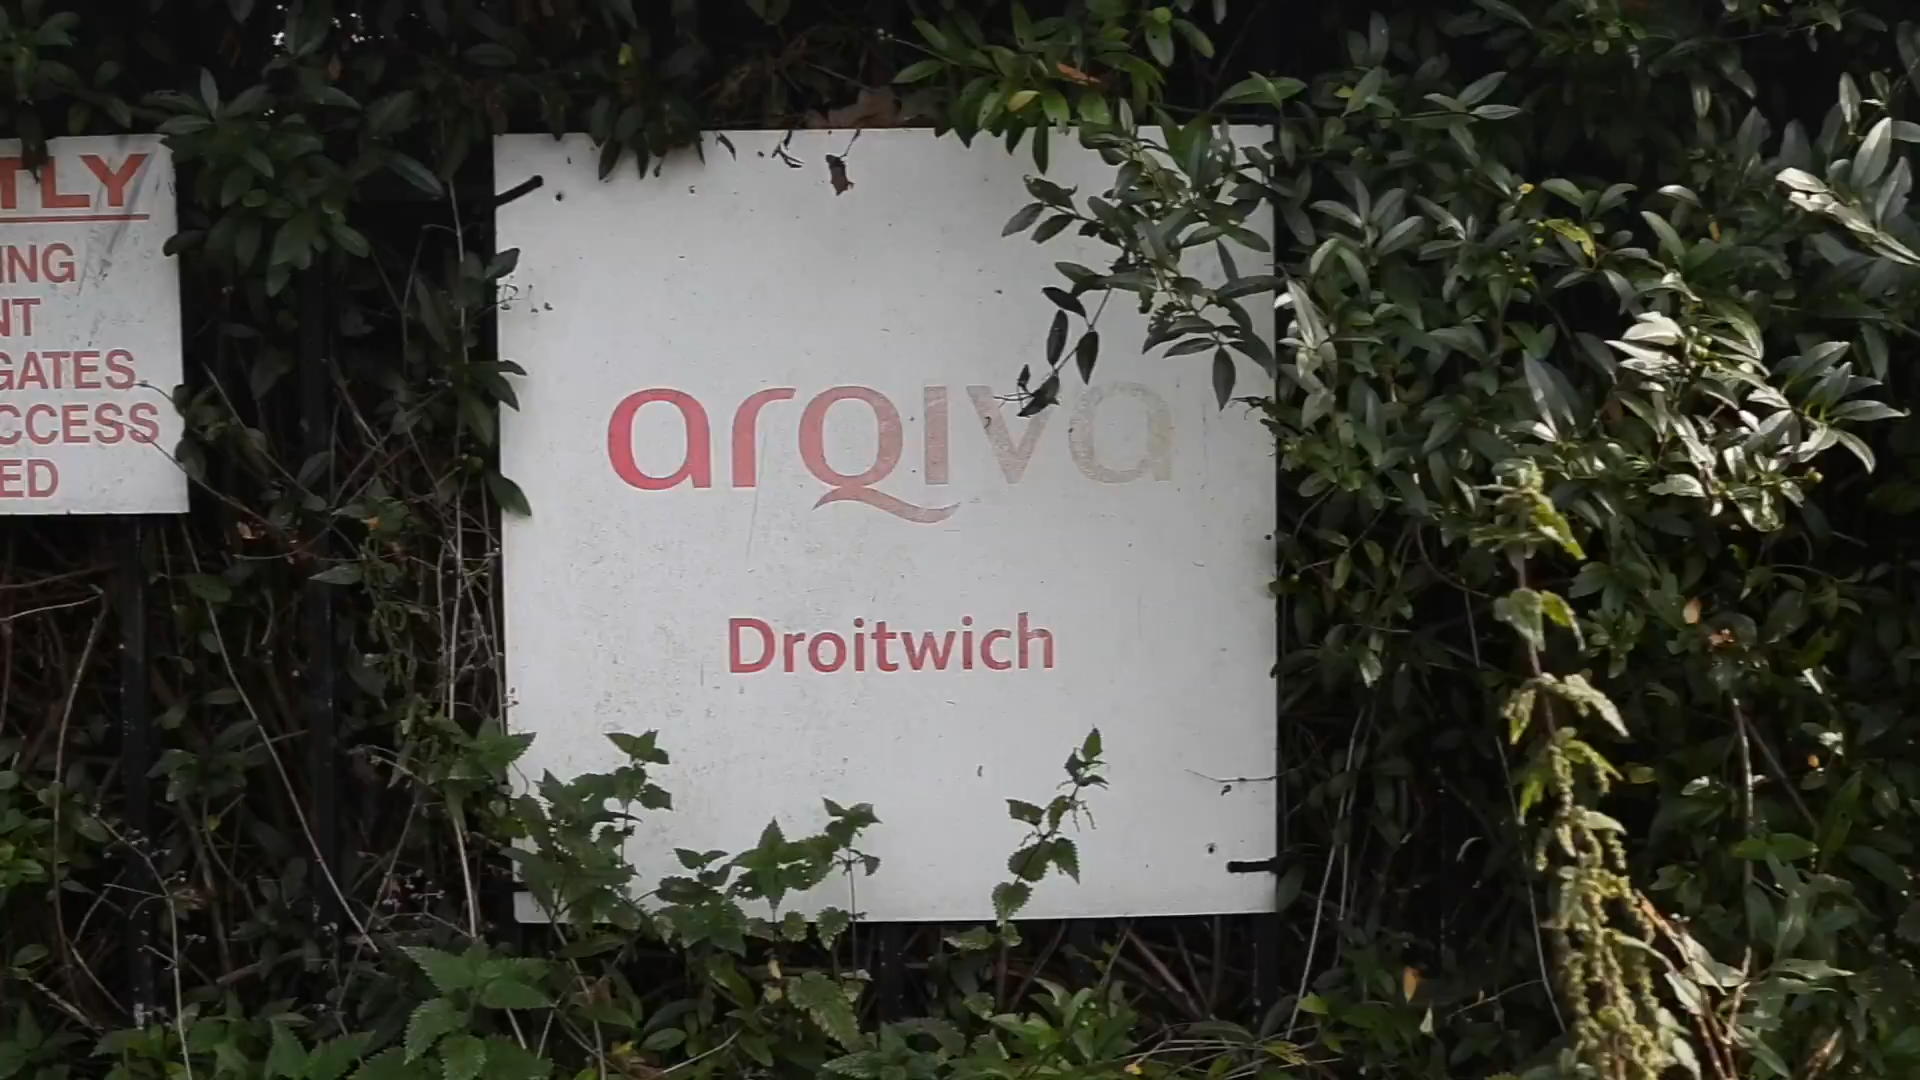 TLY
ING
NT
GATES
CCESS
ED
arqiva
Droitwich